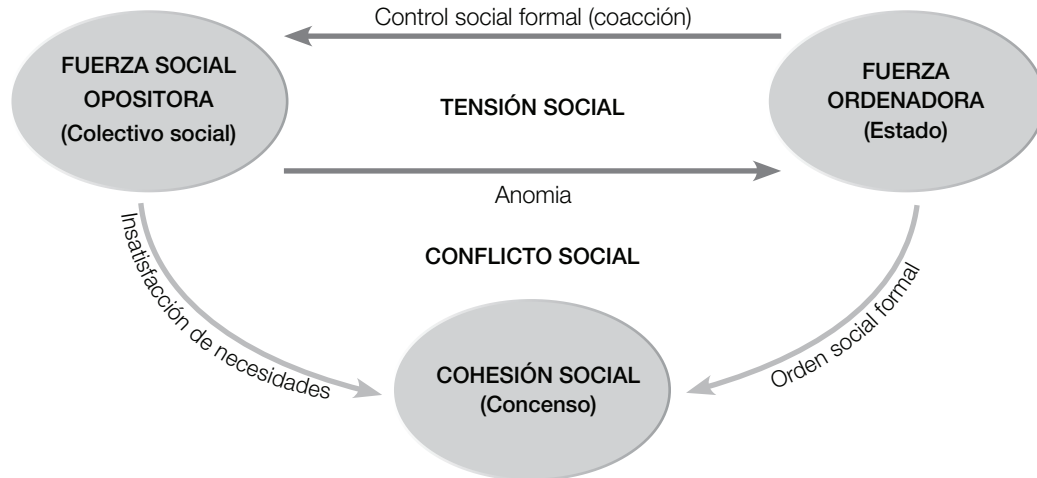 Control social formal (coacción)
FUERZA SOCIAL
OPOSITORA
(Colectivo social)
TENSIÓN SOCIAL
FUERZA
ORDENADORA
(Estado)
Anomia
Insatisfacción de necesidades
CONFLICTO SOCIAL
Orden social formal
COHESIÓN SOCIAL
(Concenso)